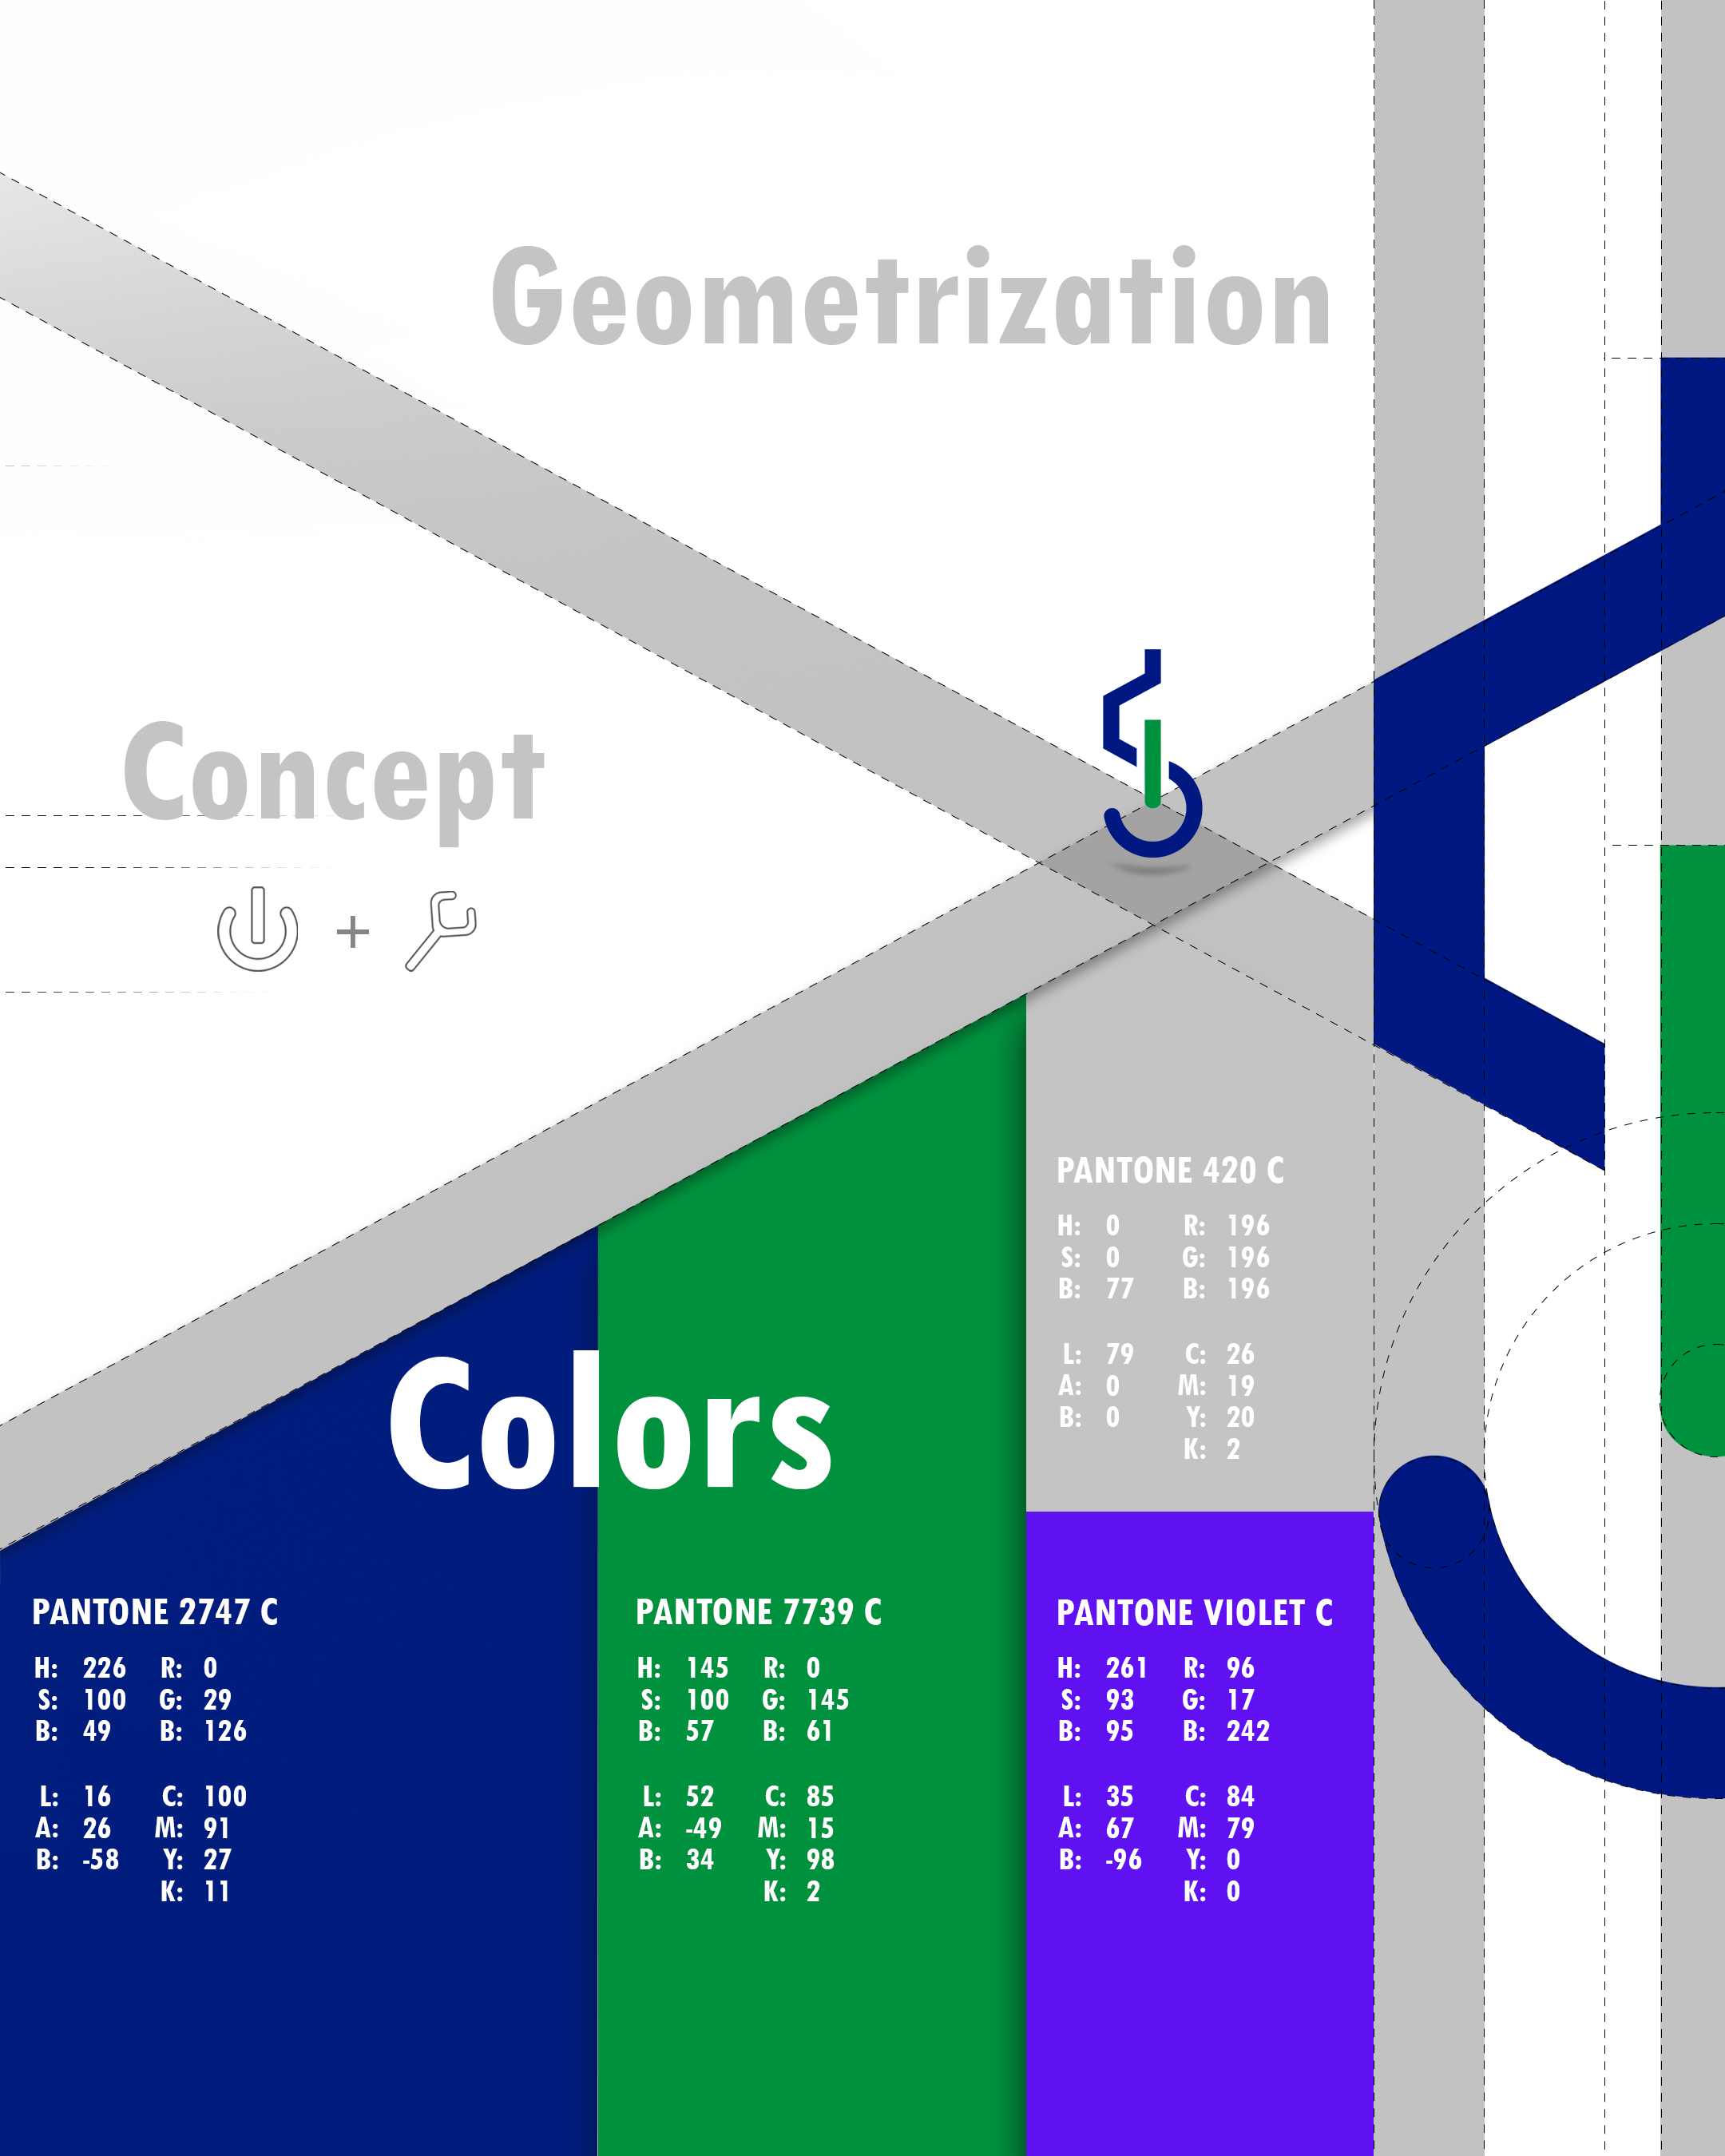 Geometrization
Concept
+
Colors
PANTONE 420 C
H: 0 R: 196
S: 0 G: 196
B: 77 B: 196
L: 79 C: 26
A: 0 M: 19
B: 0 Y: 20
K: 2
PANTONE 2747 C
H: 226 R: 0
S: 100 G: 29
B: 49 B: 126
L: 16 C: 100
A: 26 M: 91
B: -58 Y: 27
K: 11
PANTONE 7739 C
H: 145 R: 0
S: 100 G: 145
B: 57 B: 61
L: 52 C: 85
A: -49 M: 15
B: 34 Y: 98
K: 2
PANTONE VIOLET C
H: 261 R: 96
S: 93 G: 17
B: 95 B: 242
L: 35 C: 84
A: 67 M: 79
B: -96 Y: 0
K: 0